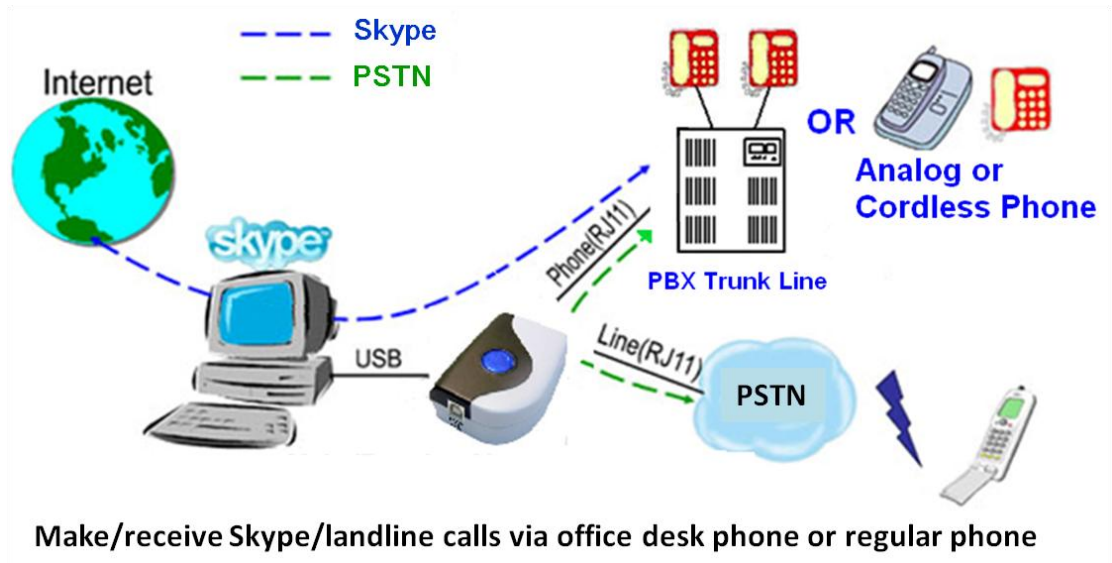 Skype
PSTN
Internet
OR
Analog or
Cordless Phone
skype
Phone(RJ11)
PBX Trunk Line
USB
Line(RJ11)
PSTN
Make/receive Skype/landline calls via office desk phone or regular phone